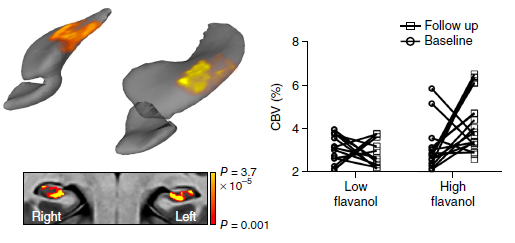 Follow up
Baseline
8
6
4
2
CBV (%)
Low
flavanol
High
flavanol
P = 3.7
× 10⁻⁵
P = 0.001
Right
Left